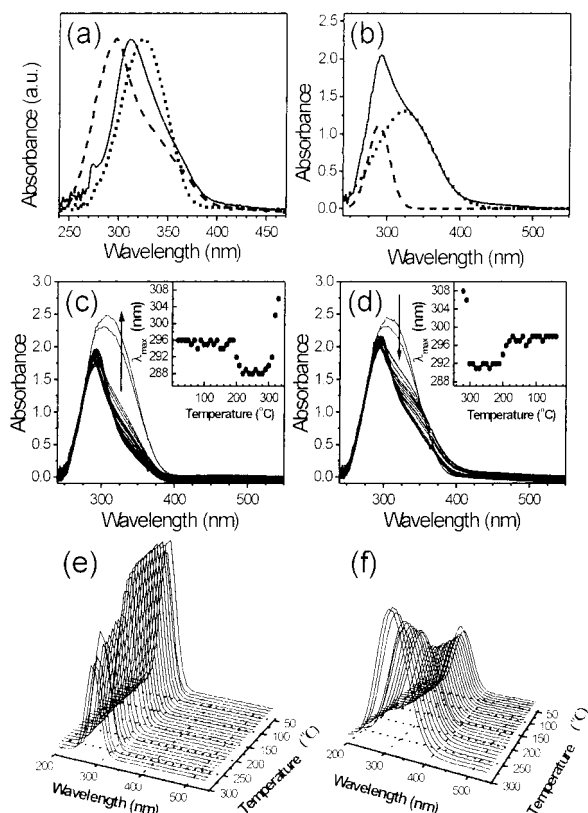 (a)
Absorbance (a.u.)
250 300 350 400 450
Wavelength (nm)
(b)
Absorbance
2.5
2.0
1.5
1.0
0.5
0.0
300 400 500
Wavelength (nm)
(c)
Absorbance
3.0
2.5
2.0
1.5
1.0
0.5
0.0
300 350 400 450 500
Wavelength (nm)
308
304
300
296
292
288
λmax (nm)
100 200 300
Temperature (°C)
(d)
Absorbance
3.0
2.5
2.0
1.5
1.0
0.5
0.0
300 350 400 450 500
Wavelength (nm)
308
304
300
296
292
288
λmax (nm)
300 200 100
Temperature (°C)
(e)
200 300 400 500
Wavelength (nm)
50
100
150
200
250
300
Temperature (°C)
(f)
200 300 400 500
Wavelength (nm)
50
100
150
200
250
300
Temperature (°C)